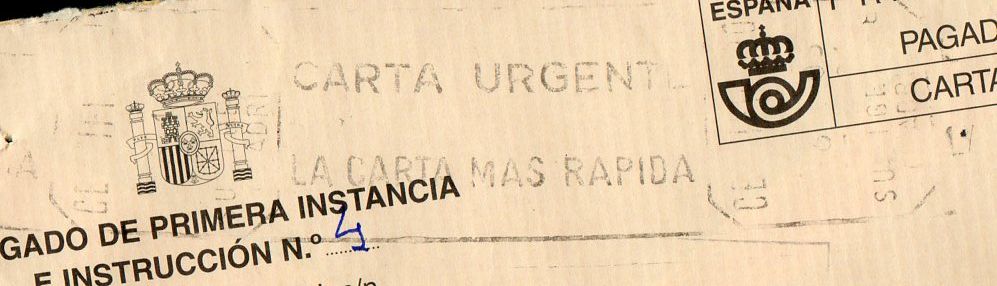 ESPAÑA
PAGAD
CARTA
CARTA URGENT
LA CARTA MAS RAPIDA
GADO DE PRIMERA INSTANCIA
E INSTRUCCIÓN N.º 4